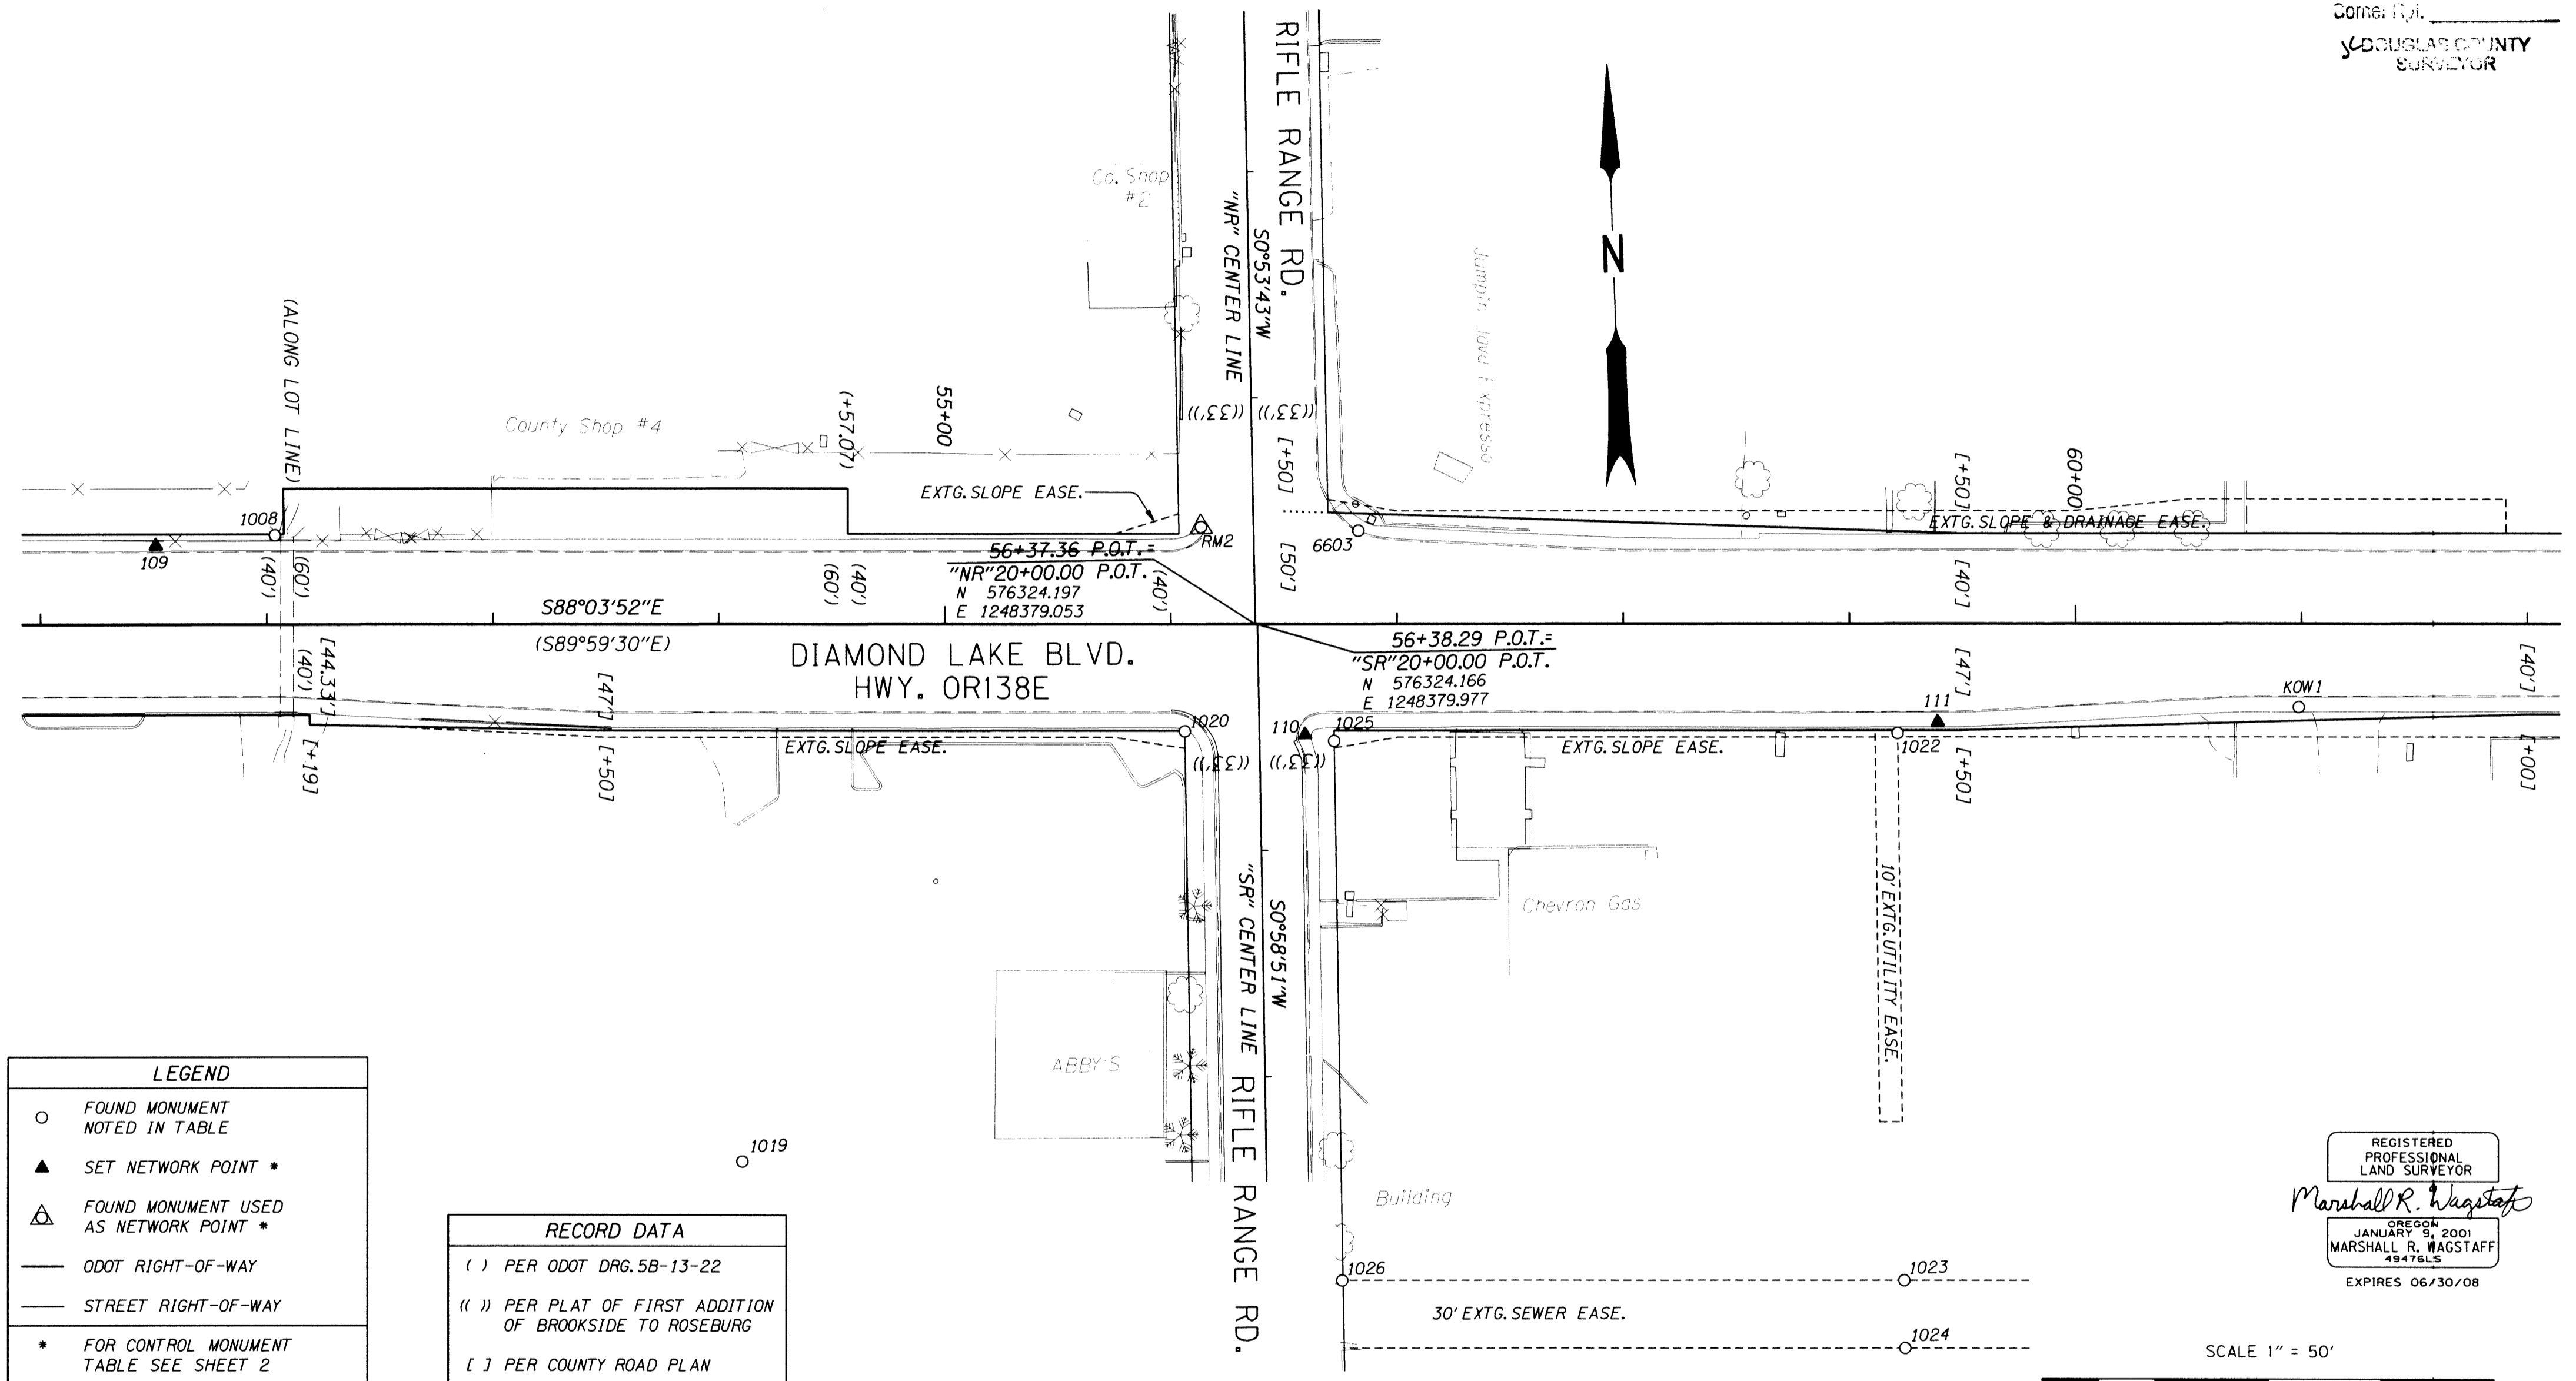 Corner Rpt.
DOUGLAS COUNTY
SURVEYOR
RIFLE RANGE RD.
S0°53'43"W
"NR" CENTER LINE
Co. Shop
#2
N
Jumpin Java Expresso
(ALONG LOT LINE)
County Shop #4
(+57.07)
55+00
((33')) ((33'))
[+50]
[+50]
60+00
EXTG. SLOPE EASE.
EXTG. SLOPE & DRAINAGE EASE.
1008
109
RM2
6603
(40')
(60')
(60')
(40')
(40')
[50']
[40']
56+37.36 P.O.T.=
"NR"20+00.00 P.O.T.
N 576324.197
E 1248379.053
S88°03'52"E
(S89°59'30"E)
DIAMOND LAKE BLVD.
HWY. OR138E
56+38.29 P.O.T.=
"SR"20+00.00 P.O.T.
N 576324.166
E 1248379.977
[44.33']
(40')
[47']
[47']
[40']
KOW1
111
1020
110
1025
1022
[+19]
[+50]
EXTG. SLOPE EASE.
((33')) ((33'))
EXTG. SLOPE EASE.
[+50]
[+00]
"SR" CENTER LINE
S0°58'51"W
RIFLE RANGE RD.
Chevron Gas
10' EXTG. UTILITY EASE.
ABBY'S
1019
Building
1026
1023
30' EXTG. SEWER EASE.
1024
LEGEND
FOUND MONUMENT
NOTED IN TABLE
SET NETWORK POINT *
FOUND MONUMENT USED
AS NETWORK POINT *
ODOT RIGHT-OF-WAY
STREET RIGHT-OF-WAY
* FOR CONTROL MONUMENT
TABLE SEE SHEET 2
RECORD DATA
( ) PER ODOT DRG. 5B-13-22
(( )) PER PLAT OF FIRST ADDITION
OF BROOKSIDE TO ROSEBURG
[ ] PER COUNTY ROAD PLAN
REGISTERED
PROFESSIONAL
LAND SURVEYOR
Marshall R. Wagstaff
OREGON
JANUARY 9, 2001
MARSHALL R. WAGSTAFF
49476LS
EXPIRES 06/30/08
SCALE 1" = 50'